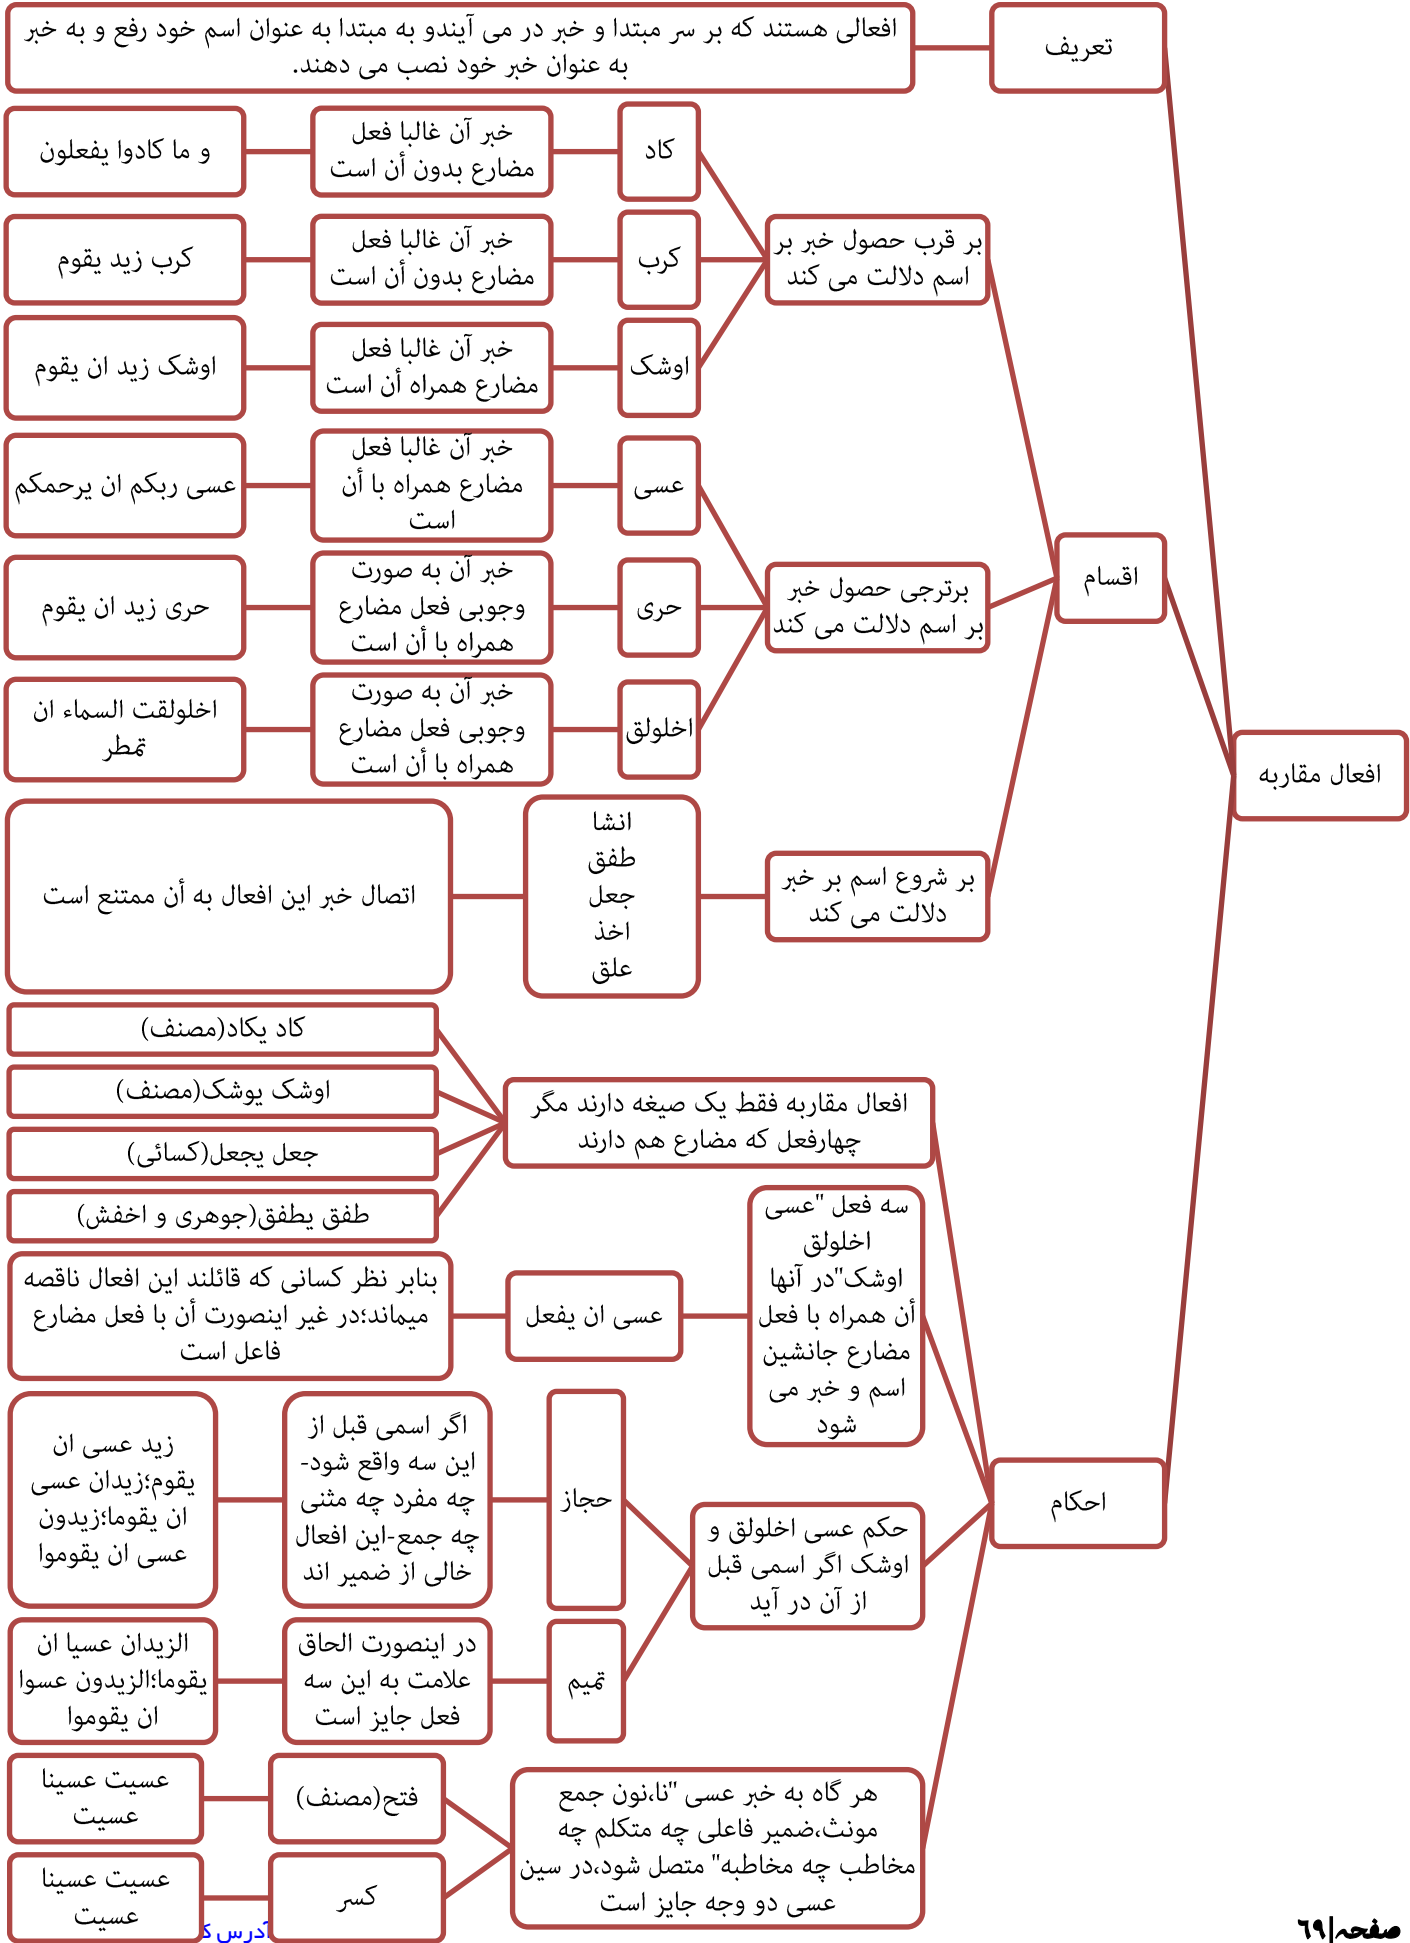 افعال مقاربه
تعریف
افعالی هستند که بر سر مبتدا و خبر در می آیندو به مبتدا به عنوان اسم خود رفع و به خبر
به عنوان خبر خود نصب می دهند.
اقسام
بر قرب حصول خبر بر
اسم دلالت می کند
کاد
خبر آن غالبا فعل
مضارع بدون أن است
و ما کادوا یفعلون
کرب
خبر آن غالبا فعل
مضارع بدون أن است
کرب زید یقوم
اوشک
خبر آن غالبا فعل
مضارع همراه أن است
اوشک زید ان یقوم
برترجی حصول خبر
بر اسم دلالت می کند
عسی
خبر آن غالبا فعل
مضارع همراه با أن
است
عسی ربکم ان یرحمکم
حری
خبر آن به صورت
وجوبی فعل مضارع
همراه با أن است
حری زید ان یقوم
اخلولق
خبر آن به صورت
وجوبی فعل مضارع
همراه با أن است
اخلولقت السماء ان
تمطر
بر شروع اسم بر خبر
دلالت می کند
انشا
طفق
جعل
اخذ
علق
اتصال خبر این افعال به أن ممتنع است
احکام
افعال مقاربه فقط یک صیغه دارند مگر
چهارفعل که مضارع هم دارند
کاد یکاد(مصنف)
اوشک یوشک(مصنف)
جعل یجعل(کسائی)
طفق یطفق(جوهری و اخفش)
سه فعل "عسی
اخلولق
اوشک"در آنها
أن همراه با فعل
مضارع جانشین
اسم و خبر می
شود
عسی ان یفعل
بنابر نظر کسانی که قائلند این افعال ناقصه
میماند؛در غیر اینصورت أن با فعل مضارع
فاعل است
حکم عسی اخلولق و
اوشک اگر اسمی قبل
از آن در آید
حجاز
اگر اسمی قبل از
این سه واقع شود-
چه مفرد چه مثنی
چه جمع-این افعال
خالی از ضمیر اند
زید عسی ان
یقوم؛زیدان عسی
ان یقوما؛زیدون
عسی ان یقوموا
تمیم
در اینصورت الحاق
علامت به این سه
فعل جایز است
الزیدان عسیا ان
یقوما؛الزیدون عسوا
ان یقوموا
هر گاه به خبر عسی "نا،نون جمع
مونث،ضمیر فاعلی چه متکلم چه
مخاطب چه مخاطبه" متصل شود،در سین
عسی دو وجه جایز است
فتح(مصنف)
عسیت عسینا
عسیت
کسر
عسیت عسینا
عسیت
صفحه|٦٩
آدرس ک